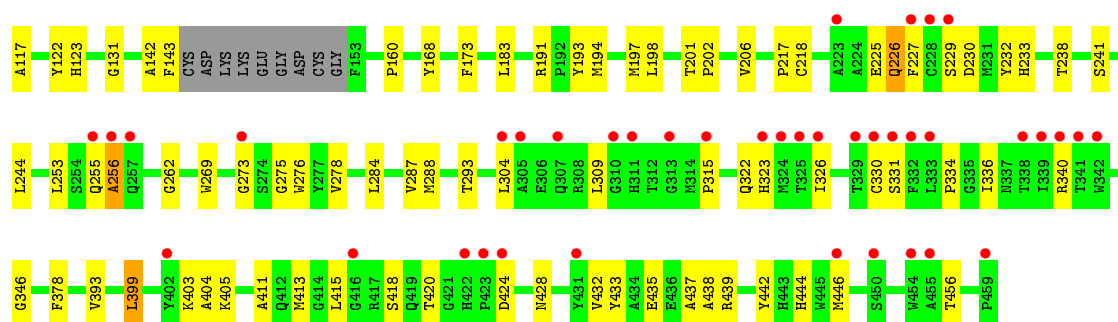 A117 Y122 H123 G131 A142 F143 CYS ASP LYS LYS GLU GLY ASP CYS GLY F153 P160 Y168 F173 L183 R191 P192 Y193 M194 M197 L198 T201 P202 V206 P217 C218 A223 A224 E225 Q226 F227 C228 S229 D230 M231 Y232 H233 T238 S241
L244 L253 S254 Q255 A256 Q257 G262 W269 G273 S274 G275 W276 Y277 V278 L284 V287 M288 T293 L304 A305 E306 Q307 R308 L309 G310 H311 T312 G313 M314 P315 Q322 H323 M324 T325 I326 T329 C330 S331 F332 L333 P334 G335 I336 N337 T338 I339 R340 T341 W342
G346 F378 V393 L399 Y402 K403 A404 K405 A411 Q412 M413 G414 L415 G416 R417 S418 Q419 T420 G421 H422 P423 D424 N428 Y431 V432 Y433 A434 E435 E436 A437 A438 R439 Y442 H443 H444 W445 M446 S450 W454 A455 T456 P459